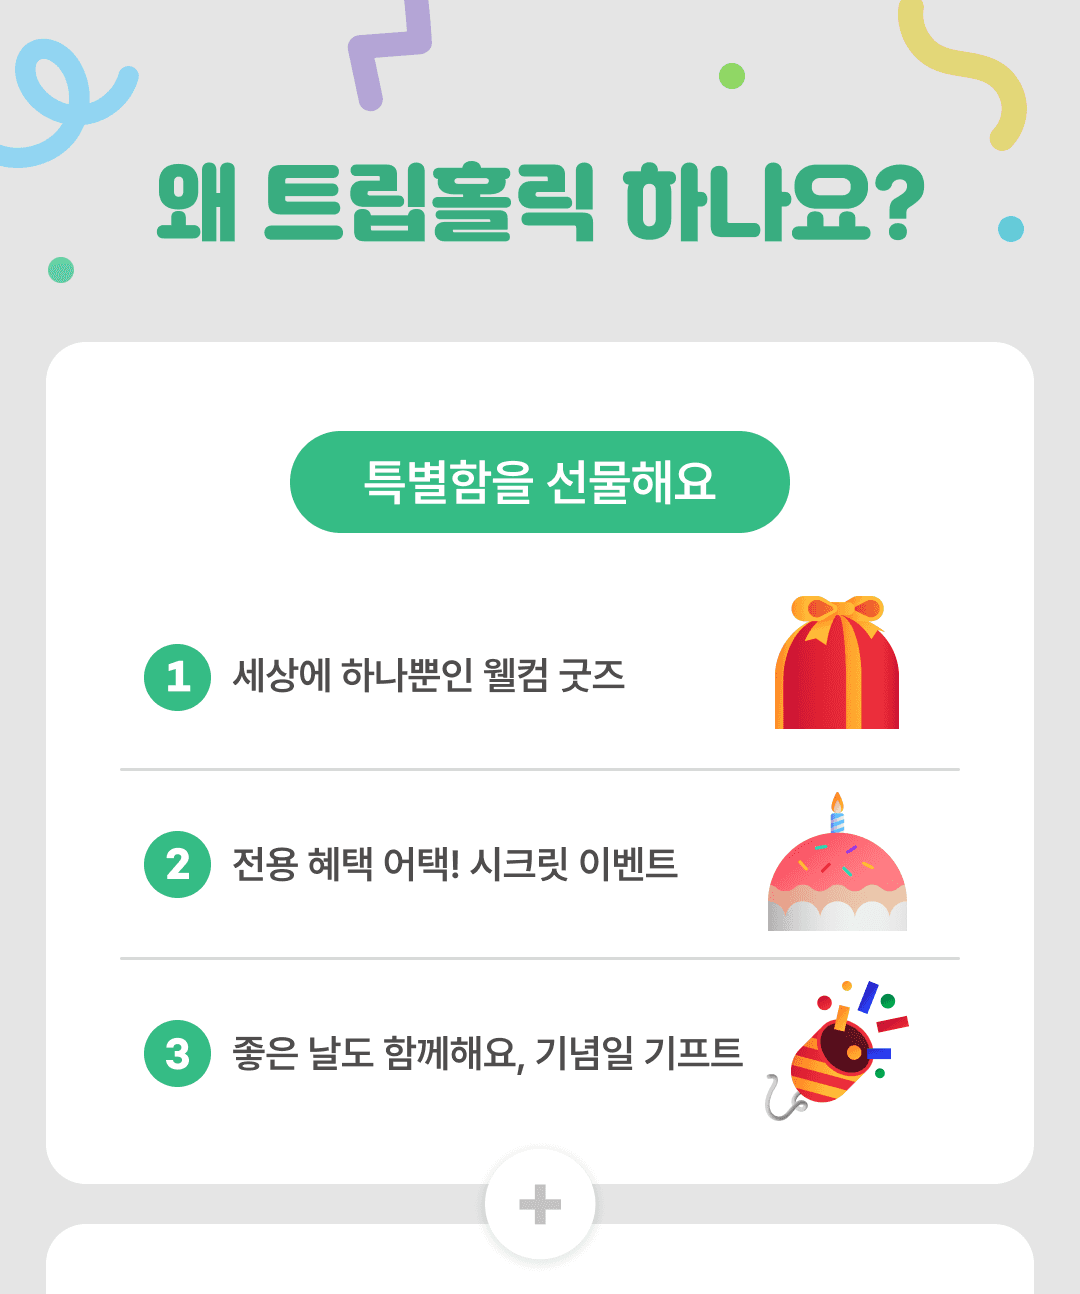 왜 트립홀릭 하나요?
특별함을 선물해요
1 세상에 하나뿐인 웰컴 굿즈
2 전용 혜택 어택! 시크릿 이벤트
3 좋은 날도 함께해요, 기념일 기프트
+